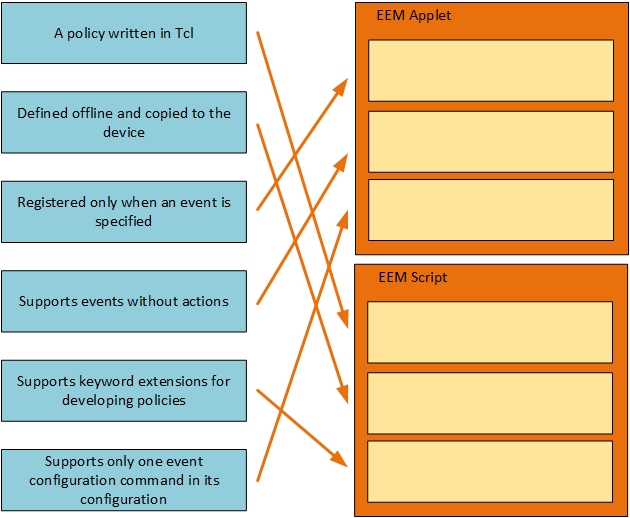 A policy written in Tcl
Defined offline and copied to the
device
Registered only when an event is
specified
Supports events without actions
Supports keyword extensions for
developing policies
Supports only one event
configuration command in its
configuration
EEM Applet
EEM Script